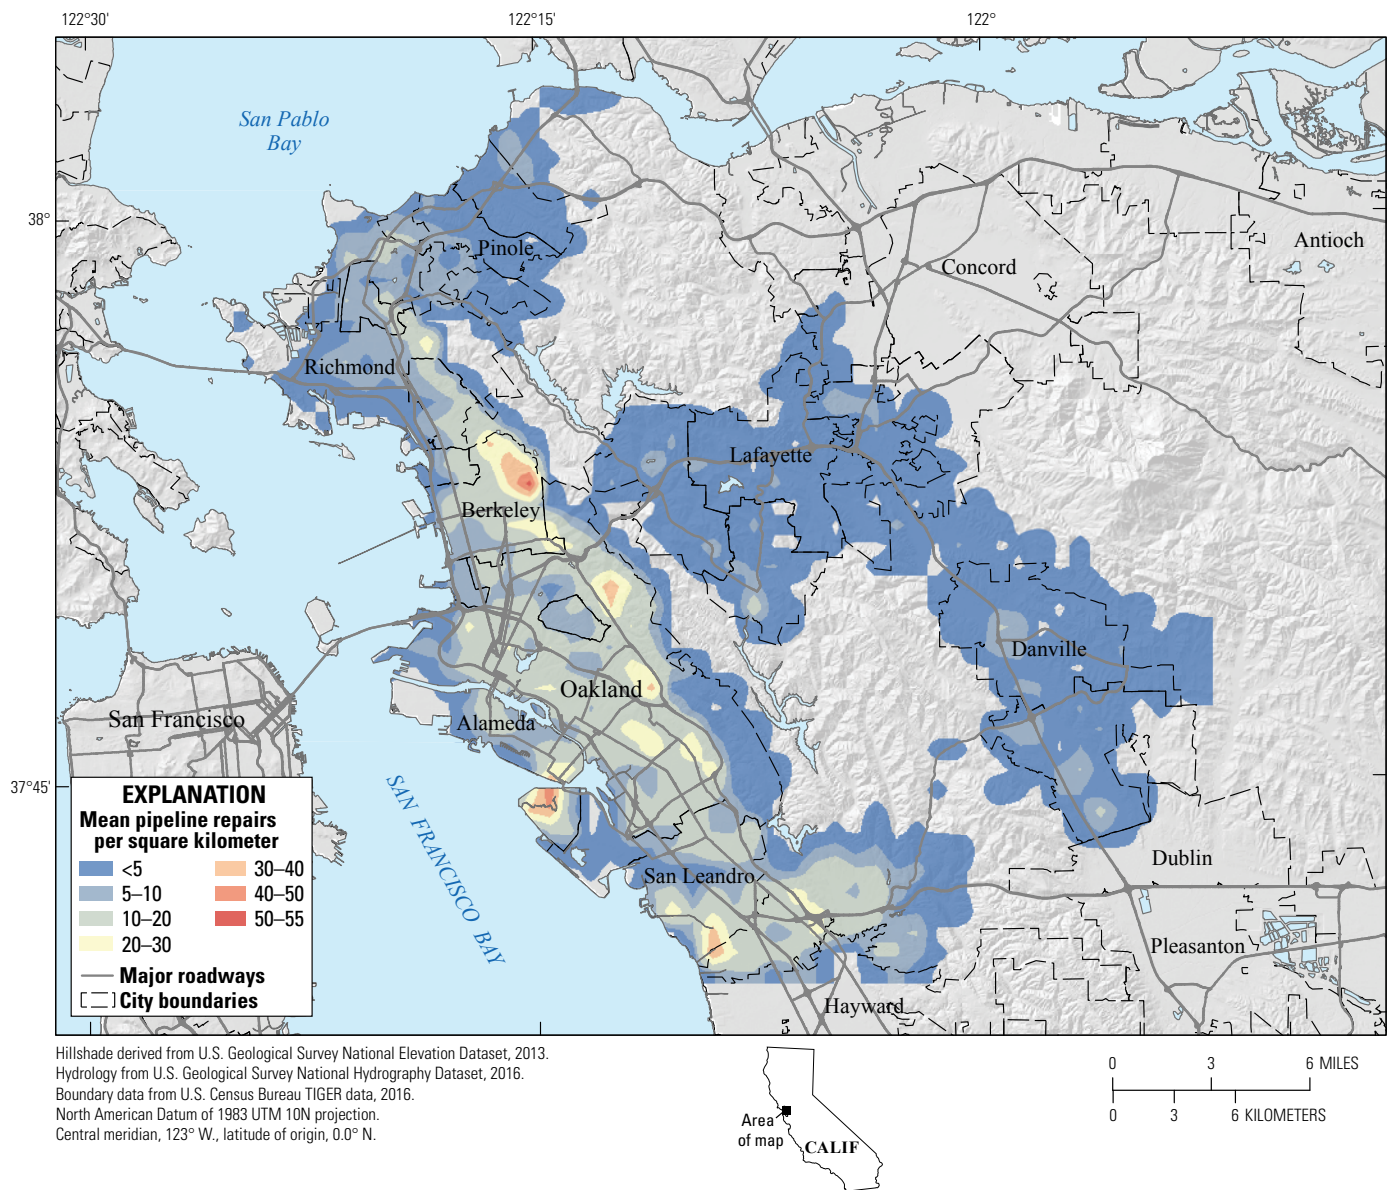 122°30'
122°15'
122°
San Pablo
Bay
38°
Pinole
Antioch
Concord
Richmond
Lafayette
Berkeley
Danville
Oakland
San Francisco
Alameda
37°45'
SAN FRANCISCO BAY
Dublin
San Leandro
Pleasanton
Hayward
EXPLANATION
Mean pipeline repairs
per square kilometer
<5
5–10
10–20
20–30
30–40
40–50
50–55
Major roadways
City boundaries
Hillshade derived from U.S. Geological Survey National Elevation Dataset, 2013.
Hydrology from U.S. Geological Survey National Hydrography Dataset, 2016.
Boundary data from U.S. Census Bureau TIGER data, 2016.
North American Datum of 1983 UTM 10N projection.
Central meridian, 123° W., latitude of origin, 0.0° N.
Area
of map
CALIF
0 3 6 MILES
0 3 6 KILOMETERS